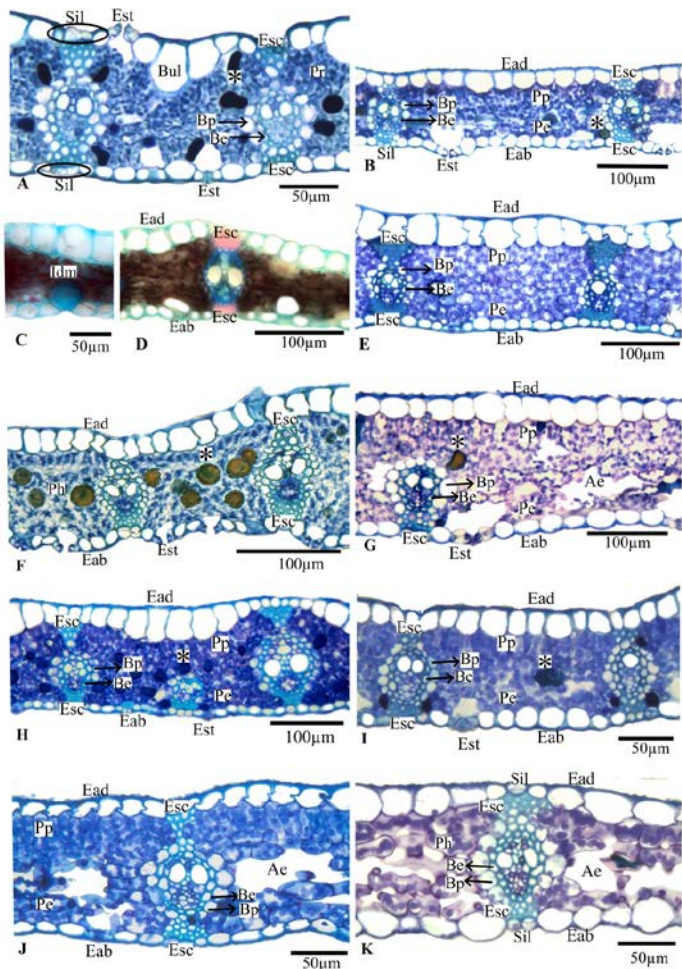 Sil Est
Esc
Bul * Pr
Bp
Be
Sil Est
A 50µm
Ead
Esc
Bp Pp
Be Pe *
Sil Est Eab Esc
B 100µm
Idm
C 50µm
Ead Esc
Eab Esc
D 100µm
Ead
Esc Bp Pp
Be
Esc Pe
Eab
E 100µm
Ead Esc
*
Ph
Eab Est Esc
F 100µm
Ead
* Pp
Bp Ae
Be Pe
Esc Est Eab
G 100µm
Ead
Esc Pp
Bp *
Be Pe
Esc Eab Est
H 100µm
Ead
Esc Pp
Bp *
Be Pe
Esc Est Eab
I 50µm
Ead Esc
Pp
Ae
Pe Be
Bp
Eab Esc
J 50µm
Sil Ead
Esc
Ph
Be Ae
Bp
Esc
Sil Eab
K 50µm